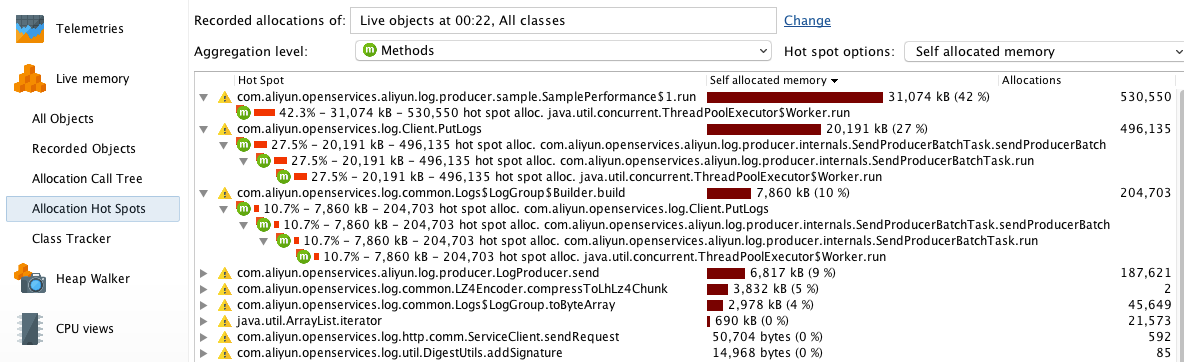 Telemetries
Live memory
All Objects
Recorded Objects
Allocation Call Tree
Allocation Hot Spots
Class Tracker
Heap Walker
CPU views
Recorded allocations of: Live objects at 00:22, All classes Change
Aggregation level: m Methods Hot spot options: Self allocated memory
Hot Spot Self allocated memory Allocations
com.aliyun.openservices.aliyun.log.producer.sample.SamplePerformance$1.run 31,074 kB (42 %) 530,550
m 42.3% - 31,074 kB - 530,550 hot spot alloc. java.util.concurrent.ThreadPoolExecutor$Worker.run
com.aliyun.openservices.log.Client.PutLogs 20,191 kB (27 %) 496,135
m 27.5% - 20,191 kB - 496,135 hot spot alloc. com.aliyun.openservices.aliyun.log.producer.internals.SendProducerBatchTask.sendProducerBatch
m 27.5% - 20,191 kB - 496,135 hot spot alloc. com.aliyun.openservices.aliyun.log.producer.internals.SendProducerBatchTask.run
m 27.5% - 20,191 kB - 496,135 hot spot alloc. java.util.concurrent.ThreadPoolExecutor$Worker.run
com.aliyun.openservices.log.common.Logs$LogGroup$Builder.build 7,860 kB (10 %) 204,703
m 10.7% - 7,860 kB - 204,703 hot spot alloc. com.aliyun.openservices.log.Client.PutLogs
m 10.7% - 7,860 kB - 204,703 hot spot alloc. com.aliyun.openservices.aliyun.log.producer.internals.SendProducerBatchTask.sendProducerBatch
m 10.7% - 7,860 kB - 204,703 hot spot alloc. com.aliyun.openservices.aliyun.log.producer.internals.SendProducerBatchTask.run
m 10.7% - 7,860 kB - 204,703 hot spot alloc. java.util.concurrent.ThreadPoolExecutor$Worker.run
com.aliyun.openservices.aliyun.log.producer.LogProducer.send 6,817 kB (9 %) 187,621
com.aliyun.openservices.log.common.LZ4Encoder.compressToLhLz4Chunk 3,832 kB (5 %) 2
com.aliyun.openservices.log.common.Logs$LogGroup.toByteArray 2,978 kB (4 %) 45,649
java.util.ArrayList.iterator 690 kB (0 %) 21,573
com.aliyun.openservices.log.http.comm.ServiceClient.sendRequest 50,704 bytes (0 %) 592
com.aliyun.openservices.log.util.DigestUtils.addSignature 14,968 bytes (0 %) 85